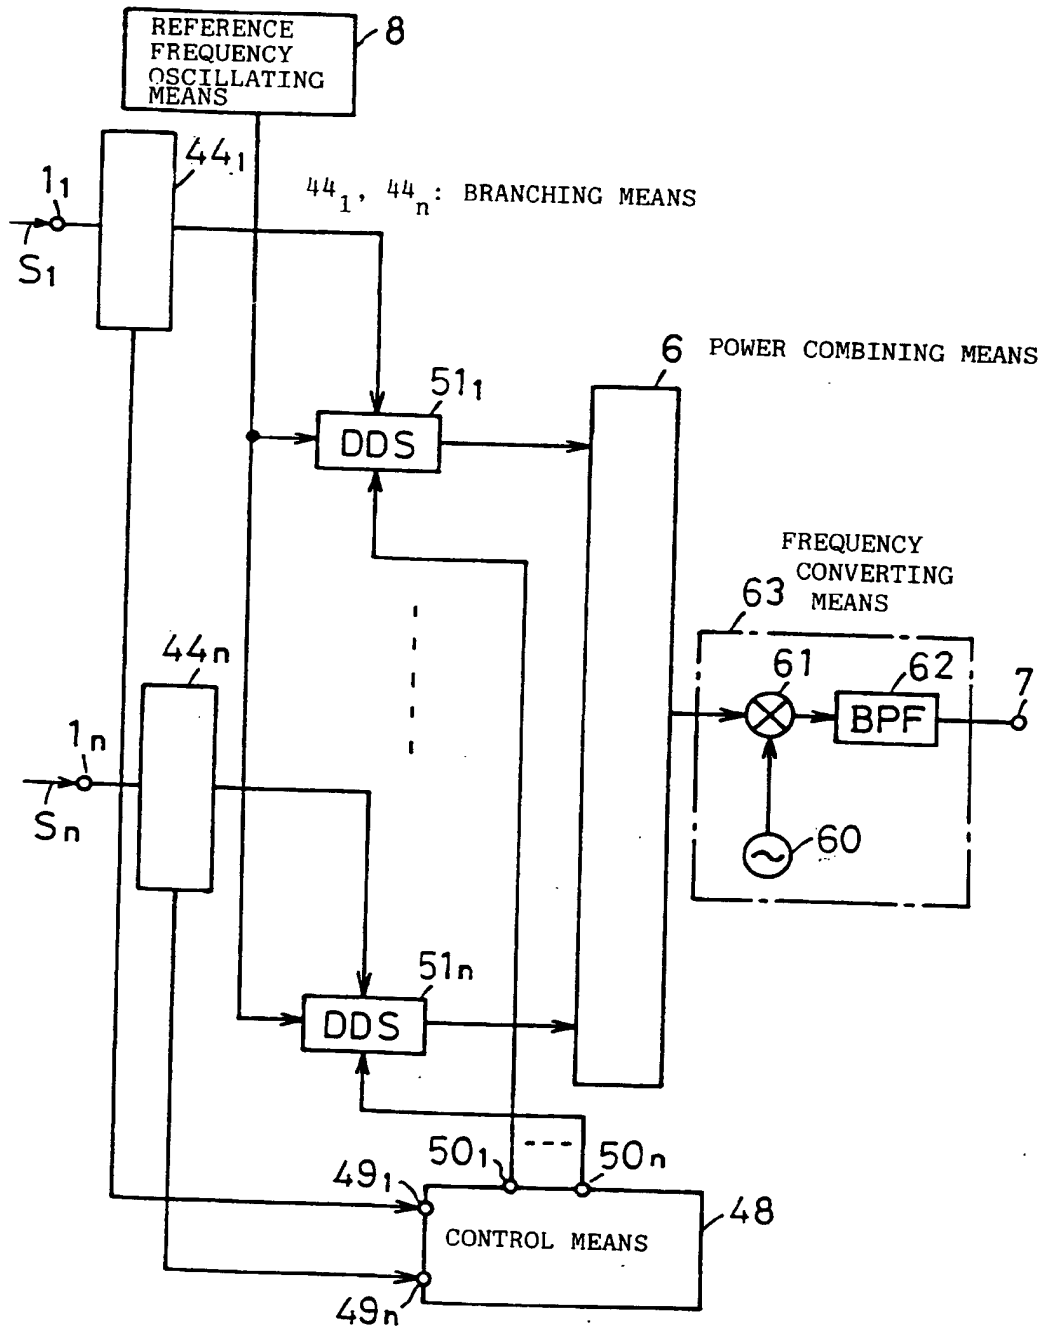 REFERENCE
FREQUENCY
OSCILLATING
MEANS
8
44₁
1₁
44₁, 44ₙ: BRANCHING MEANS
S₁
6 POWER COMBINING MEANS
51₁
DDS
FREQUENCY
CONVERTING
MEANS
63
44n
61
62
7
BPF
1n
Sn
60
51n
DDS
50₁
50n
49₁
48
CONTROL MEANS
49n